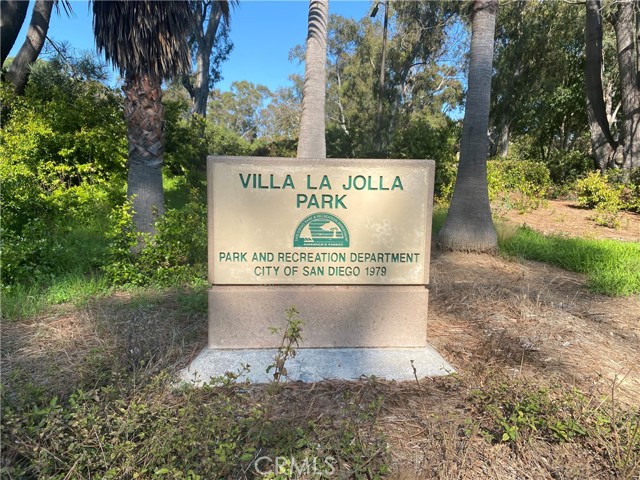 VILLA LA JOLLA
PARK
PARK AND RECREATION DEPARTMENT
CITY OF SAN DIEGO 1979
CRMLS